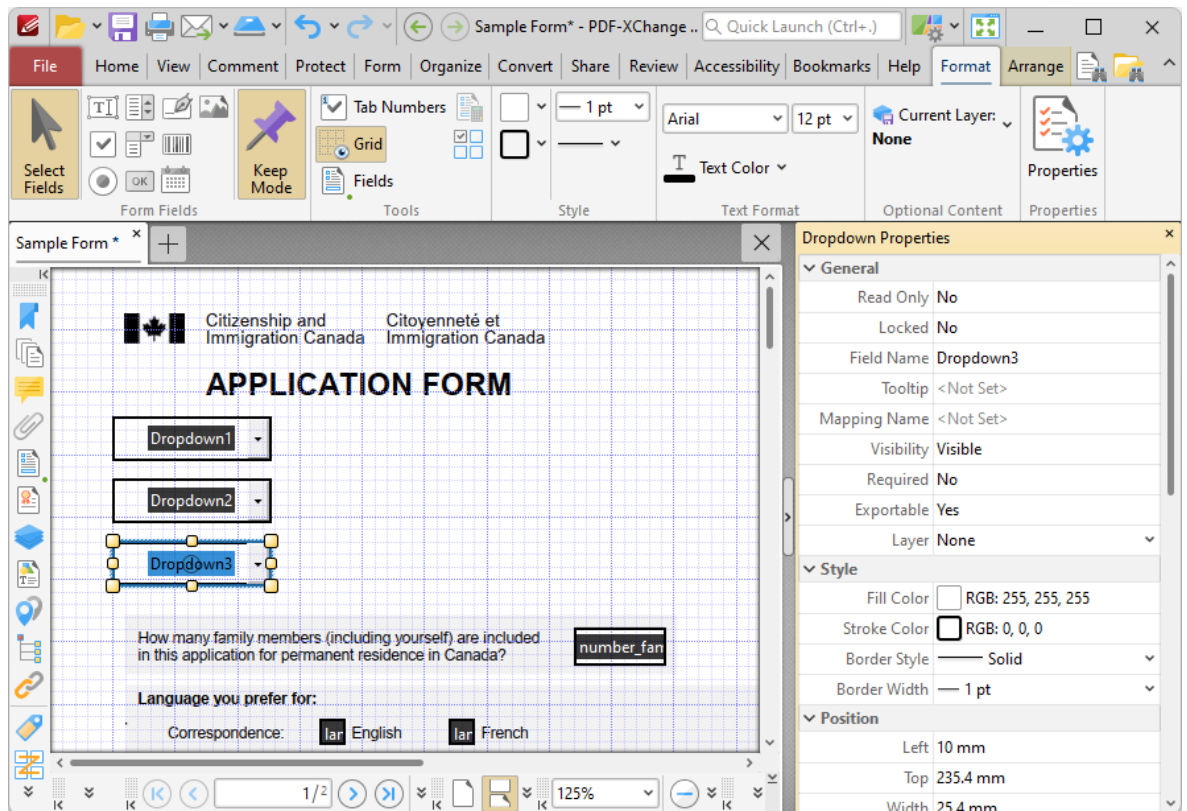 Sample Form* - PDF-XChange ..
Quick Launch (Ctrl+.)
File
Home
View
Comment
Protect
Form
Organize
Convert
Share
Review
Accessibility
Bookmarks
Help
Format
Arrange
Select
Fields
OK
Keep
Mode
Form Fields
Tab Numbers
Grid
Fields
Tools
1 pt
Style
Arial
12 pt
Text Color
Text Format
Current Layer:
None
Optional Content
Properties
Properties
Sample Form *
Citizenship and
Immigration Canada
Citoyenneté et
Immigration Canada
APPLICATION FORM
Dropdown1
Dropdown2
Dropdown3
How many family members (including yourself) are included
in this application for permanent residence in Canada?
number_fan
Language you prefer for:
Correspondence:
lar English
lar French
1/2
125%
Dropdown Properties
General
Read Only No
Locked No
Field Name Dropdown3
Tooltip <Not Set>
Mapping Name <Not Set>
Visibility Visible
Required No
Exportable Yes
Layer None
Style
Fill Color RGB: 255, 255, 255
Stroke Color RGB: 0, 0, 0
Border Style Solid
Border Width 1 pt
Position
Left 10 mm
Top 235.4 mm
Width 25.4 mm